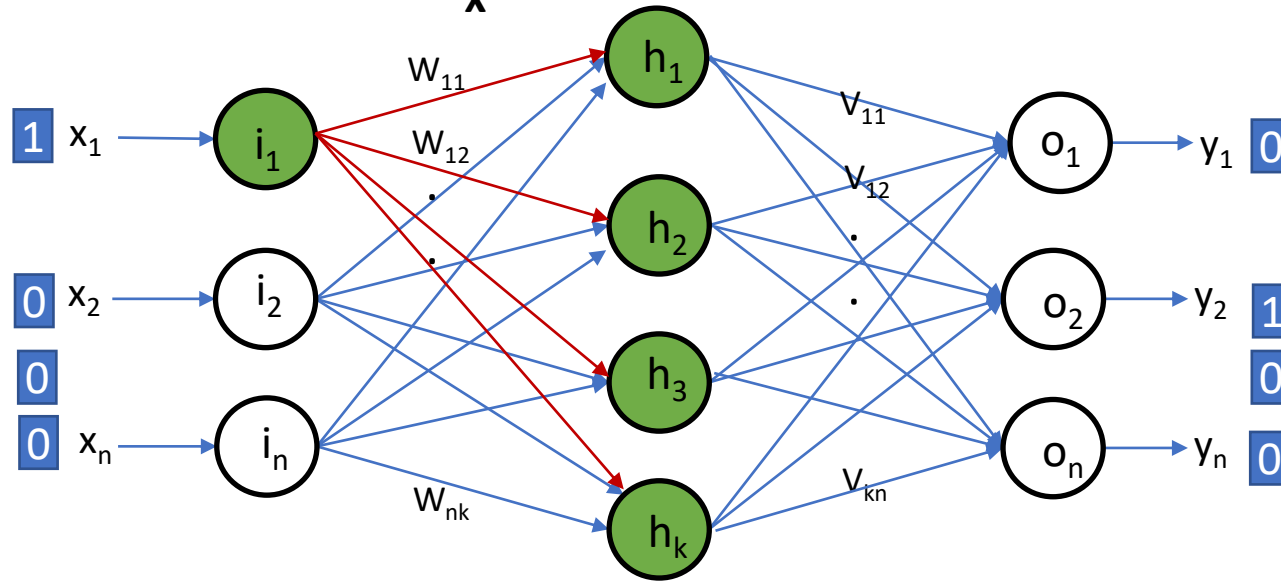 x
W₁₁
W₁₂
.
.
Wₙₖ
1 x₁
0 x₂
0
0 xₙ
i₁
i₂
iₙ
h₁
h₂
h₃
hₖ
V₁₁
V₁₂
.
.
Vₖₙ
o₁
o₂
oₙ
y₁ 0
y₂ 1
0
yₙ 0